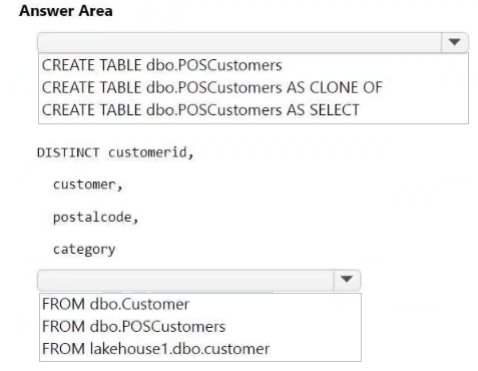 Answer Area
CREATE TABLE dbo.POSCustomers
CREATE TABLE dbo.POSCustomers AS CLONE OF
CREATE TABLE dbo.POSCustomers AS SELECT
DISTINCT customerid,
customer,
postalcode,
category
FROM dbo.Customer
FROM dbo.POSCustomers
FROM lakehouse1.dbo.customer